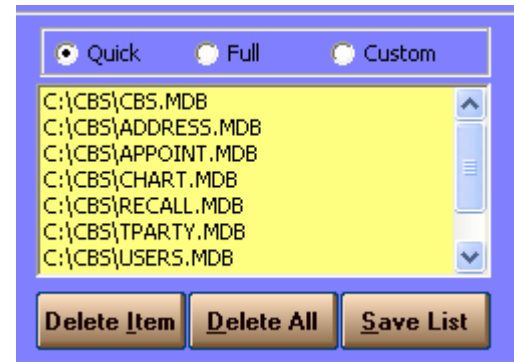 Quick Full Custom
C:\CBS\CBS.MDB
C:\CBS\ADDRESS.MDB
C:\CBS\APPOINT.MDB
C:\CBS\CHART.MDB
C:\CBS\RECALL.MDB
C:\CBS\TPARTY.MDB
C:\CBS\USERS.MDB
Delete Item Delete All Save List